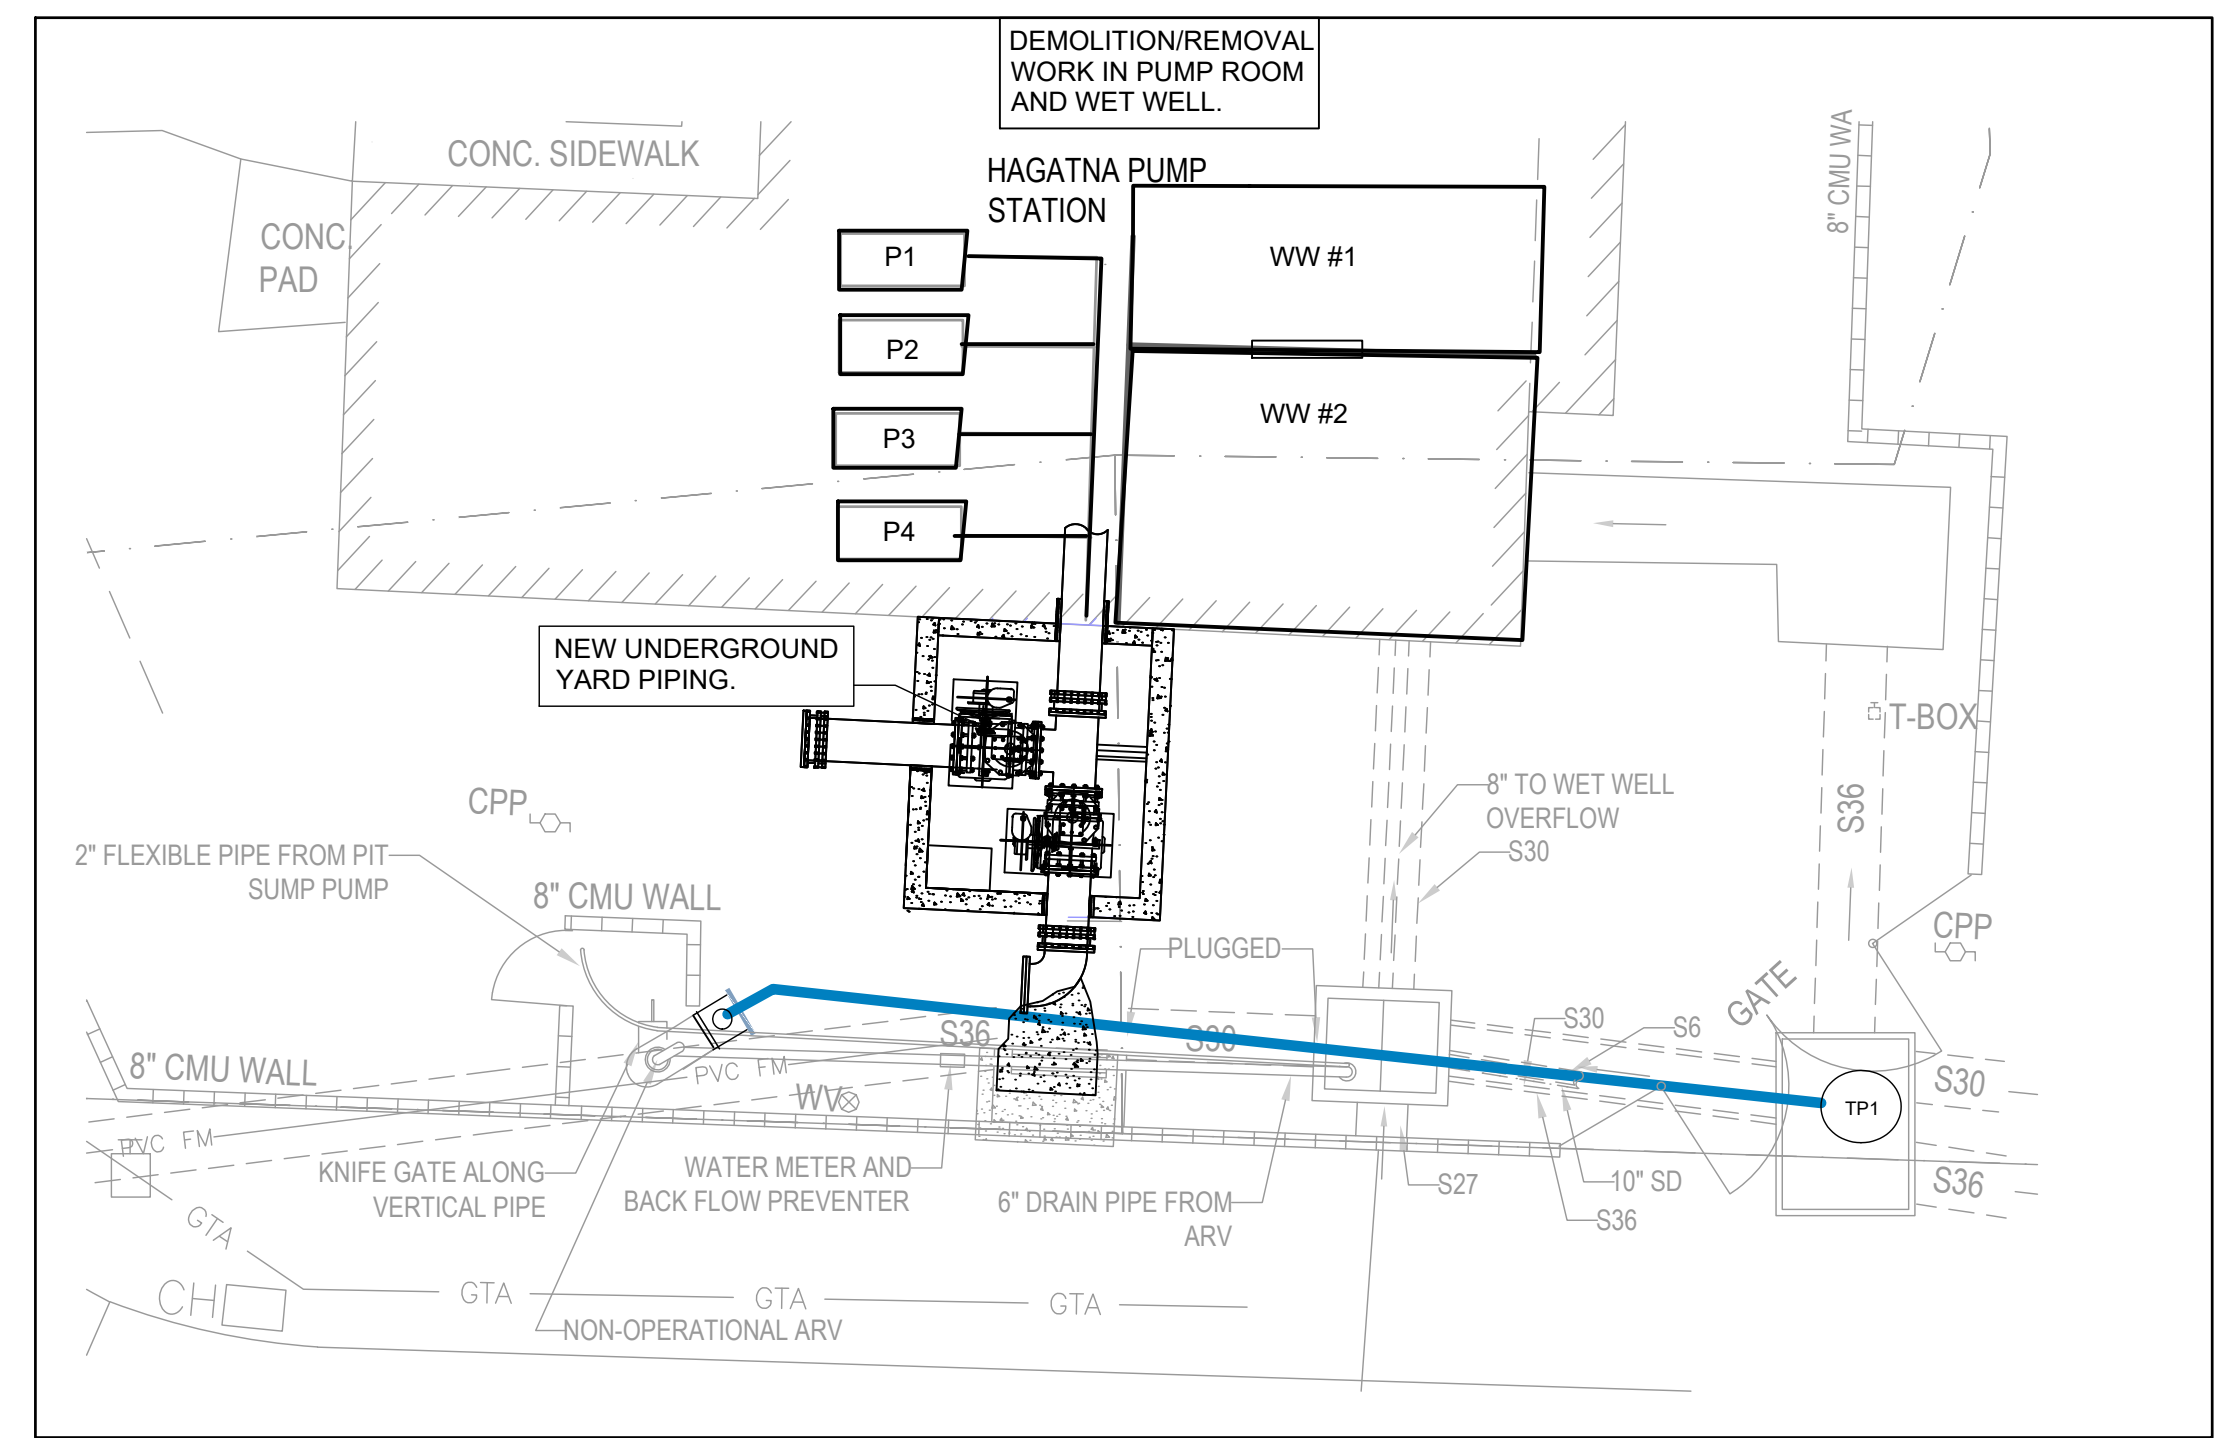 DEMOLITION/REMOVAL
WORK IN PUMP ROOM
AND WET WELL.
CONC. SIDEWALK
HAGATNA PUMP
STATION
8" CMU WA
CONC.
PAD
P1
WW #1
P2
WW #2
P3
P4
NEW UNDERGROUND
YARD PIPING.
T-BOX
CPP
8" TO WET WELL
OVERFLOW
S30
S36
2" FLEXIBLE PIPE FROM PIT
SUMP PUMP
8" CMU WALL
PLUGGED
CPP
GATE
S36
S30
S30
S6
8" CMU WALL
PVC FM
WV
TP1
S30
S36
PVC FM
KNIFE GATE ALONG
VERTICAL PIPE
WATER METER AND
BACK FLOW PREVENTER
6" DRAIN PIPE FROM
ARV
S27
10" SD
S36
GTA
CH
GTA
GTA
GTA
NON-OPERATIONAL ARV